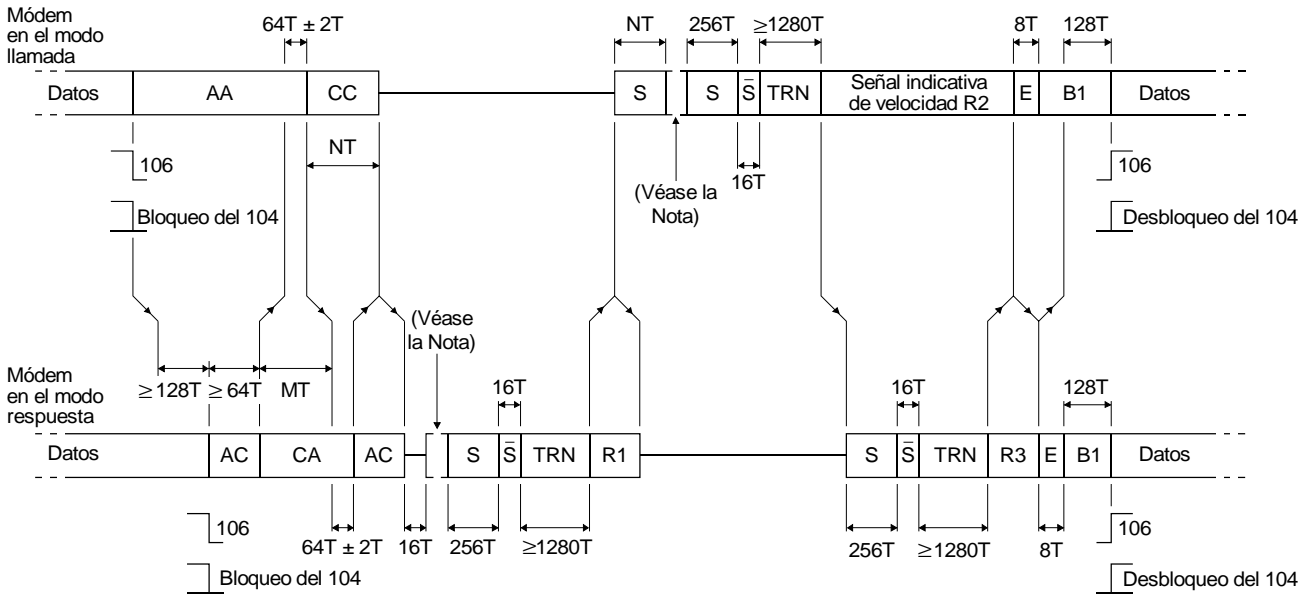 Módem
en el modo
llamada
64T ± 2T
NT
256T
≥1280T
8T
128T
Datos
AA
CC
S
S
S̄
TRN
Señal indicativa
de velocidad R2
E
B1
Datos
NT
16T
106
(Véase la
Nota)
106
Bloqueo del 104
Desbloqueo del 104
(Véase
la Nota)
Módem
en el modo
respuesta
≥128T
≥ 64T
MT
16T
16T
128T
Datos
AC
CA
AC
S
S̄
TRN
R1
S
S̄
TRN
R3
E
B1
Datos
106
64T ± 2T
16T
256T
≥1280T
256T
≥1280T
8T
106
Bloqueo del 104
Desbloqueo del 104